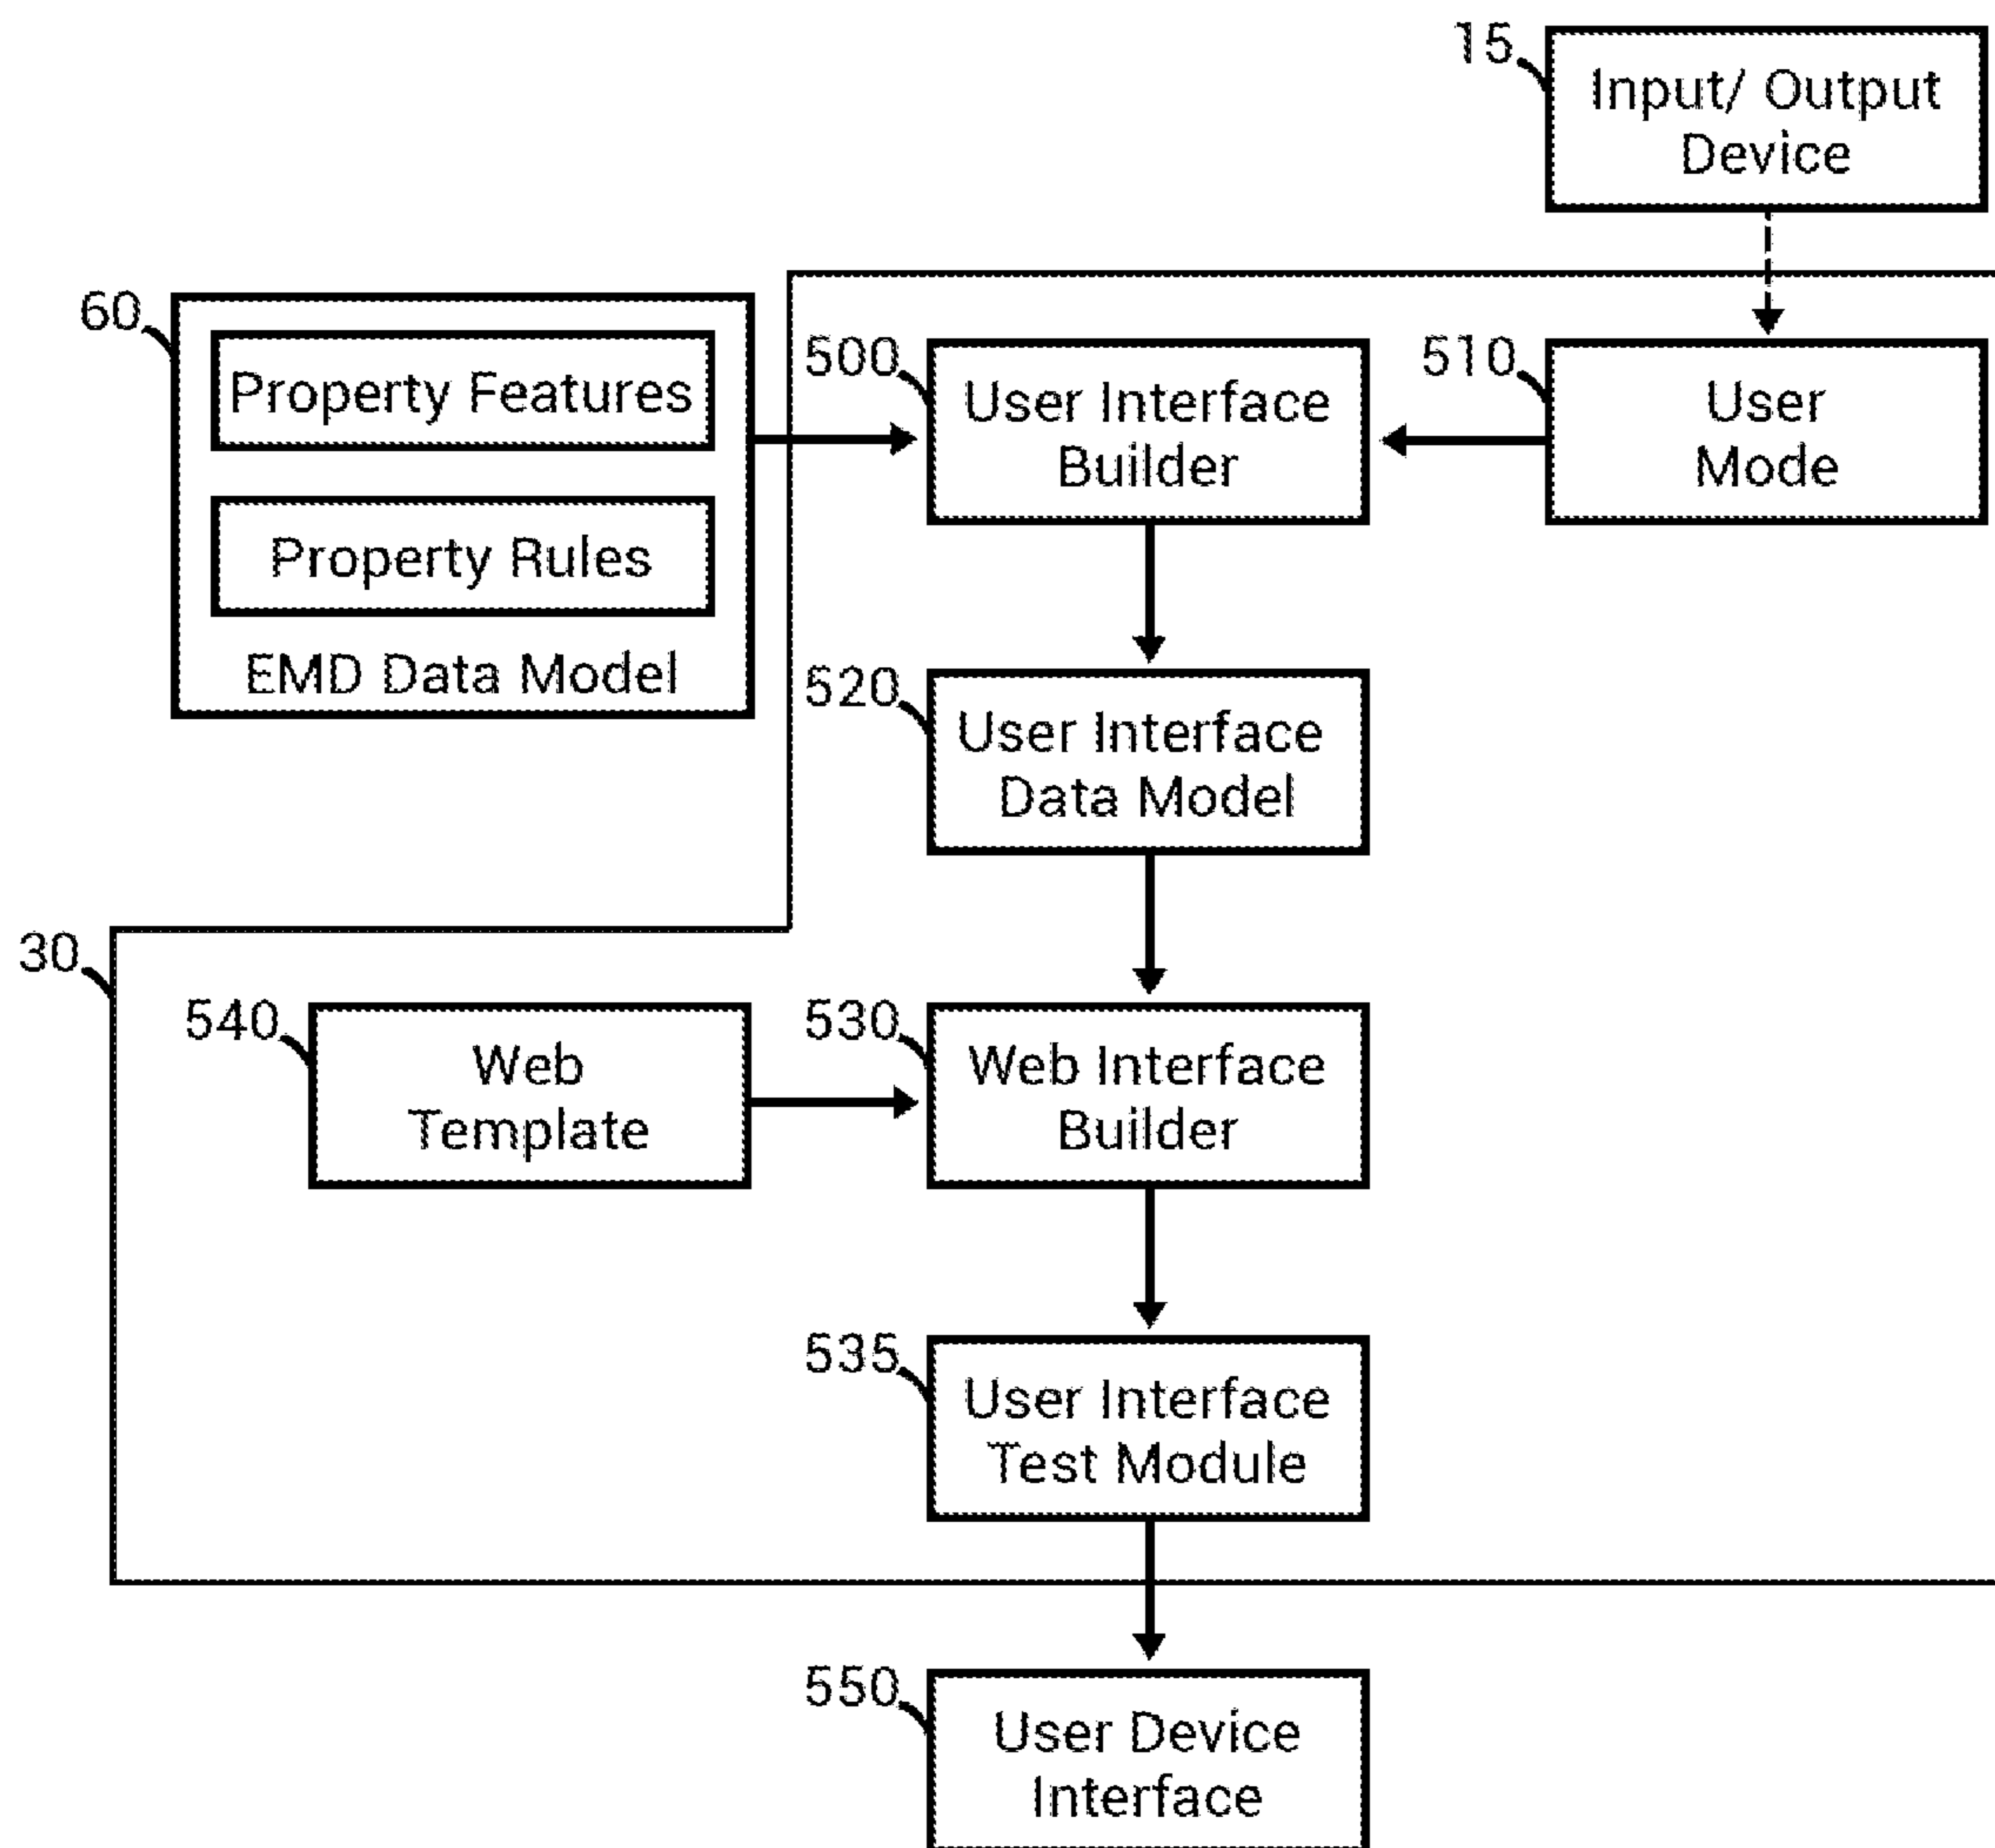 15
Input/ Output
Device
60
Property Features
Property Rules
EMD Data Model
500
User Interface
Builder
510
User
Mode
520
User Interface
Data Model
30
540
Web
Template
530
Web Interface
Builder
535
User Interface
Test Module
550
User Device
Interface